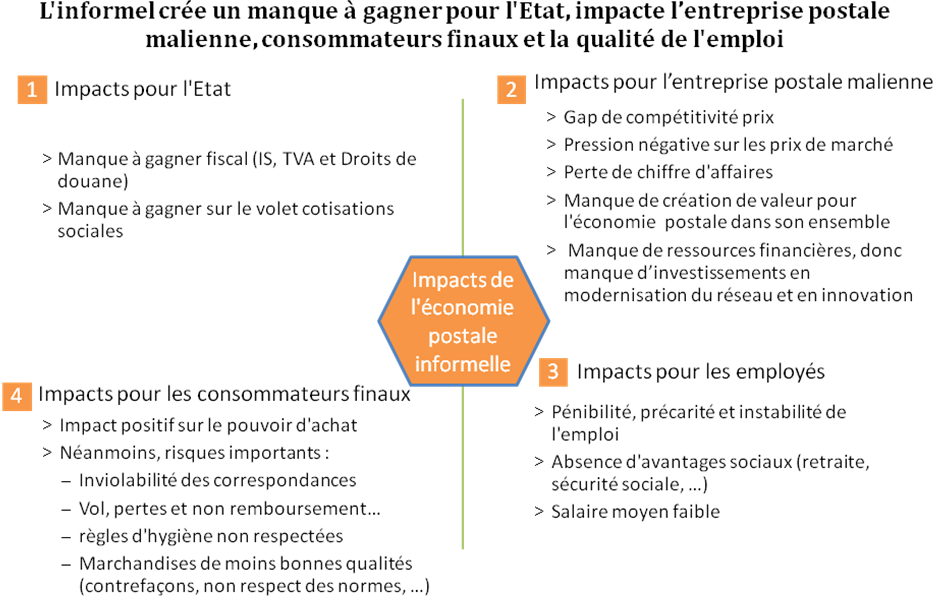 L'informel crée un manque à gagner pour l'Etat, impacte l’entreprise postale
malienne, consommateurs finaux et la qualité de l'emploi
1 Impacts pour l'Etat
> Manque à gagner fiscal (IS, TVA et Droits de
douane)
> Manque à gagner sur le volet cotisations
sociales
2 Impacts pour l’entreprise postale malienne
> Gap de compétitivité prix
> Pression négative sur les prix de marché
> Perte de chiffre d'affaires
> Manque de création de valeur pour
l'économie postale dans son ensemble
> Manque de ressources financières, donc
manque d’investissements en
modernisation du réseau et en innovation
Impacts de
l'économie
postale
informelle
3 Impacts pour les employés
> Pénibilité, précarité et instabilité de
l'emploi
> Absence d'avantages sociaux (retraite,
sécurité sociale, ...)
> Salaire moyen faible
4 Impacts pour les consommateurs finaux
> Impact positif sur le pouvoir d'achat
> Néanmoins, risques importants :
– Inviolabilité des correspondances
– Vol, pertes et non remboursement...
– règles d'hygiène non respectées
– Marchandises de moins bonnes qualités
(contrefaçons, non respect des normes, ...)